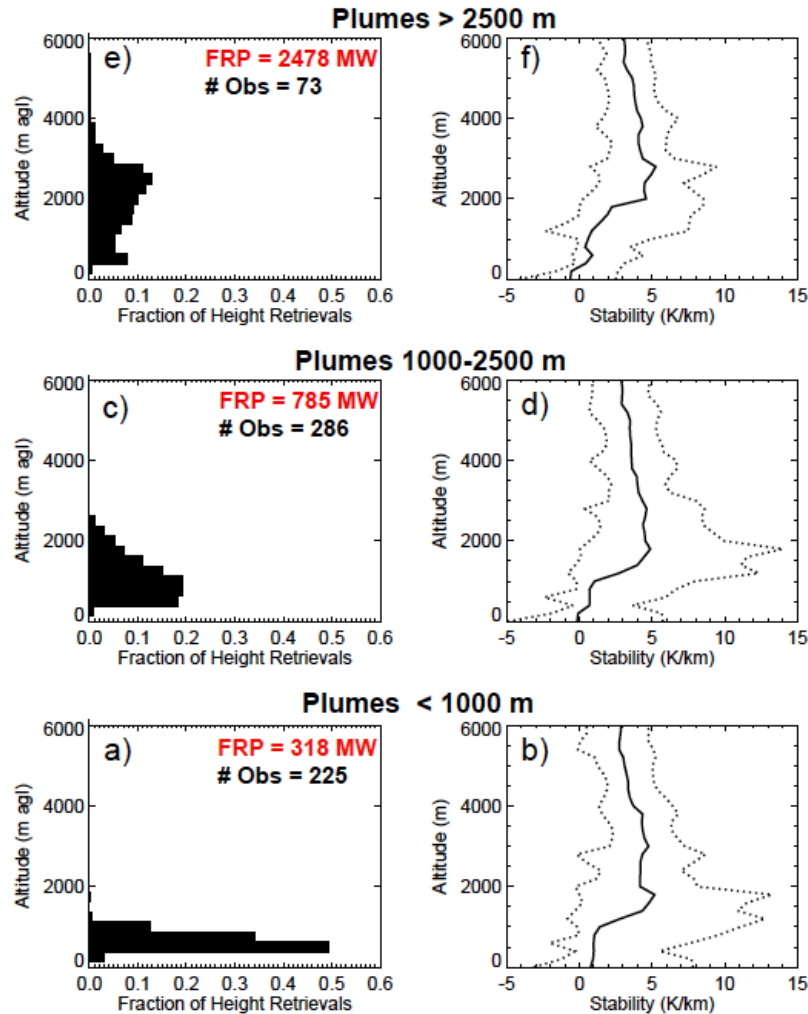 Plumes > 2500 m
e)
FRP = 2478 MW
# Obs = 73
6000
4000
2000
0
Altitude (m agl)
0.0 0.1 0.2 0.3 0.4 0.5 0.6
Fraction of Height Retrievals
f)
6000
4000
2000
0
Altitude (m)
-5 0 5 10 15
Stability (K/km)
Plumes 1000-2500 m
c)
FRP = 785 MW
# Obs = 286
6000
4000
2000
0
Altitude (m agl)
0.0 0.1 0.2 0.3 0.4 0.5 0.6
Fraction of Height Retrievals
d)
6000
4000
2000
0
Altitude (m)
-5 0 5 10 15
Stability (K/km)
Plumes < 1000 m
a)
FRP = 318 MW
# Obs = 225
6000
4000
2000
0
Altitude (m agl)
0.0 0.1 0.2 0.3 0.4 0.5 0.6
Fraction of Height Retrievals
b)
6000
4000
2000
0
Altitude (m)
-5 0 5 10 15
Stability (K/km)